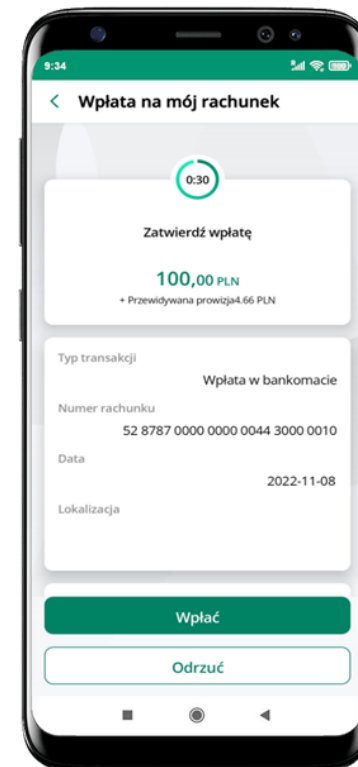 9:34
Wpłata na mój rachunek
0:30
Zatwierdź wpłatę
100,00 PLN
+ Przewidywana prowizja4.66 PLN
Typ transakcji
Wpłata w bankomacie
Numer rachunku
52 8787 0000 0000 0044 3000 0010
Data
2022-11-08
Lokalizacja
Wpłać
Odrzuć